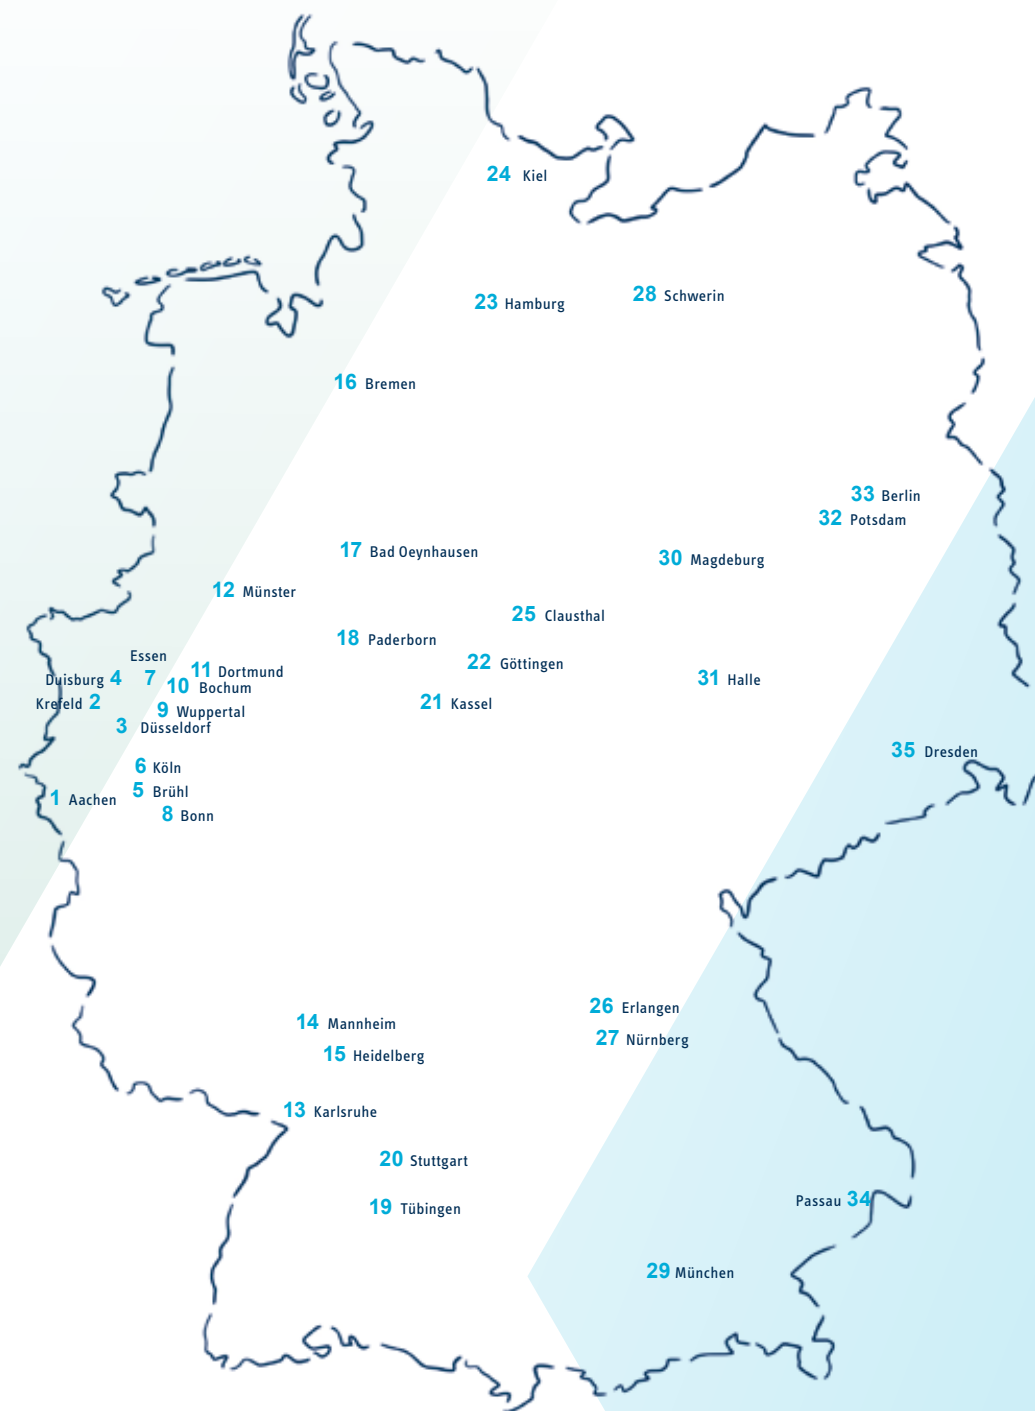 24 Kiel
28 Schwerin
23 Hamburg
16 Bremen
33 Berlin
32 Potsdam
17 Bad Oeynhausen
30 Magdeburg
12 Münster
25 Clausthal
18 Paderborn
Essen
7
22 Göttingen
11 Dortmund
Duisburg 4
31 Halle
10 Bochum
Krefeld 2
21 Kassel
9 Wuppertal
3 Düsseldorf
35 Dresden
6 Köln
5 Brühl
1 Aachen
8 Bonn
26 Erlangen
14 Mannheim
27 Nürnberg
15 Heidelberg
13 Karlsruhe
20 Stuttgart
Passau 34
19 Tübingen
29 München